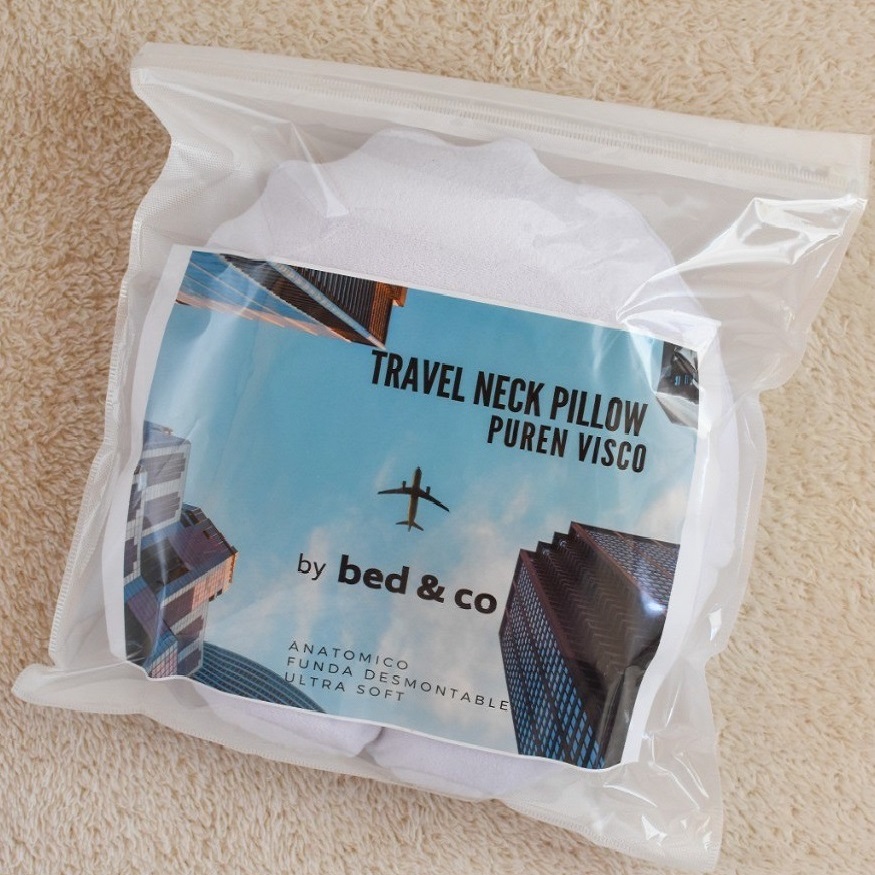 TRAVEL NECK PILLOW
PUREN VISCO
by bed & co
ANATOMICO
FUNDA DESMONTABLE
ULTRA SOFT